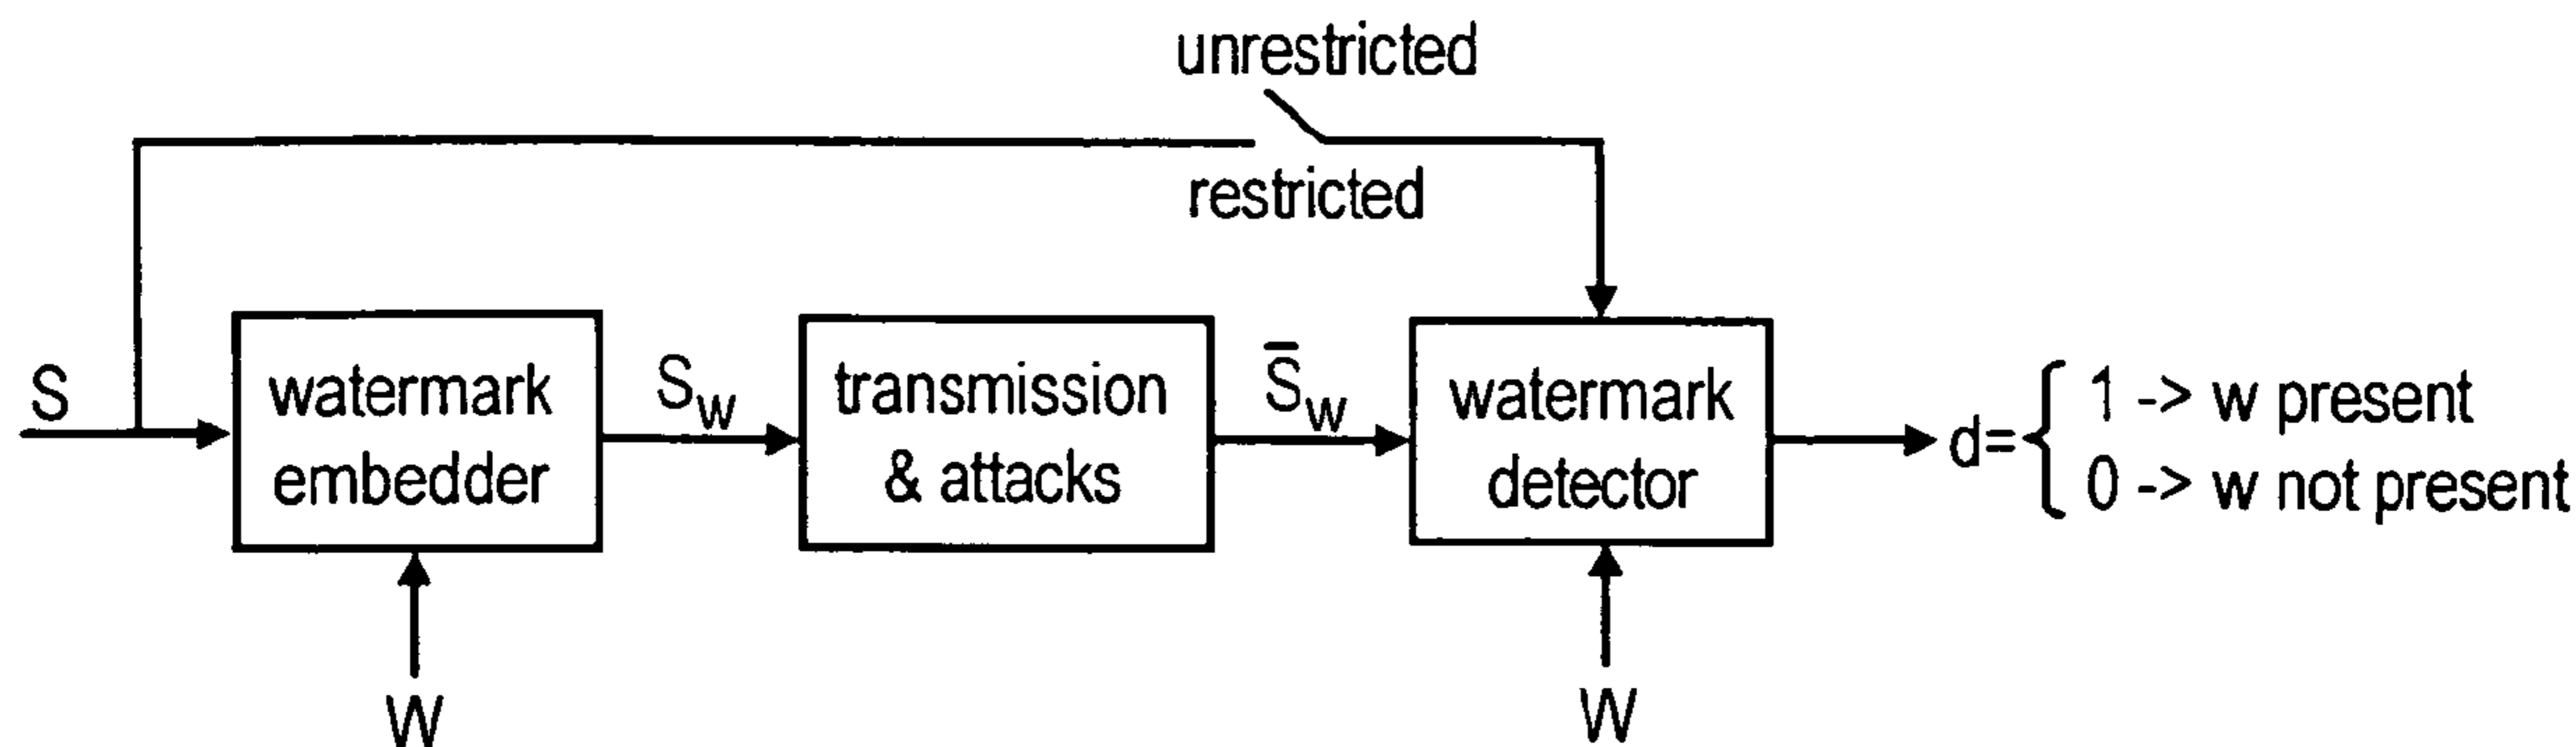 unrestricted
restricted
S
watermark
embedder
S_w
transmission
& attacks
S̄_w
watermark
detector
d={
1 -> w present
0 -> w not present
W
W